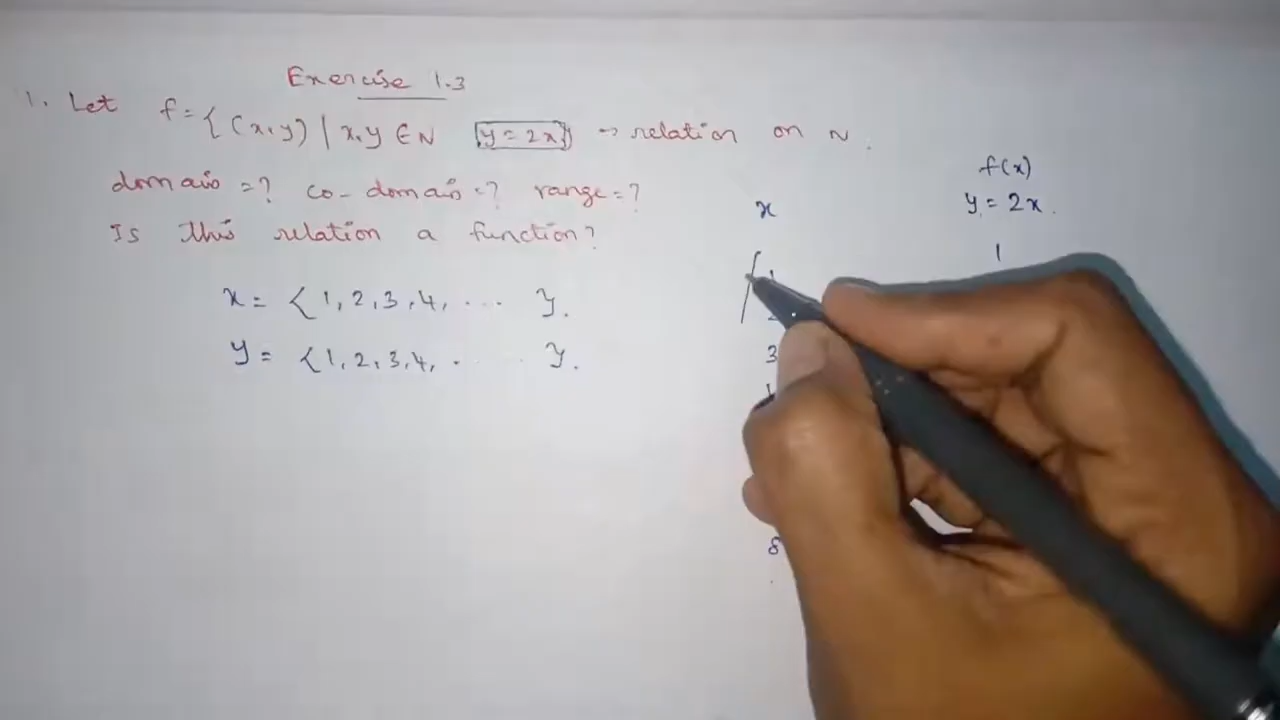 Exercise 1.3
1. Let f = { (x,y) | x,y ∈ N y = 2x} → relation on N.
domain = ? co-domain = ? range = ?
Is this relation a function?
x = {1, 2, 3, 4, .... }.
y = {1, 2, 3, 4, . . . . }.
x
1
3
8
.
f(x)
y = 2x.
1